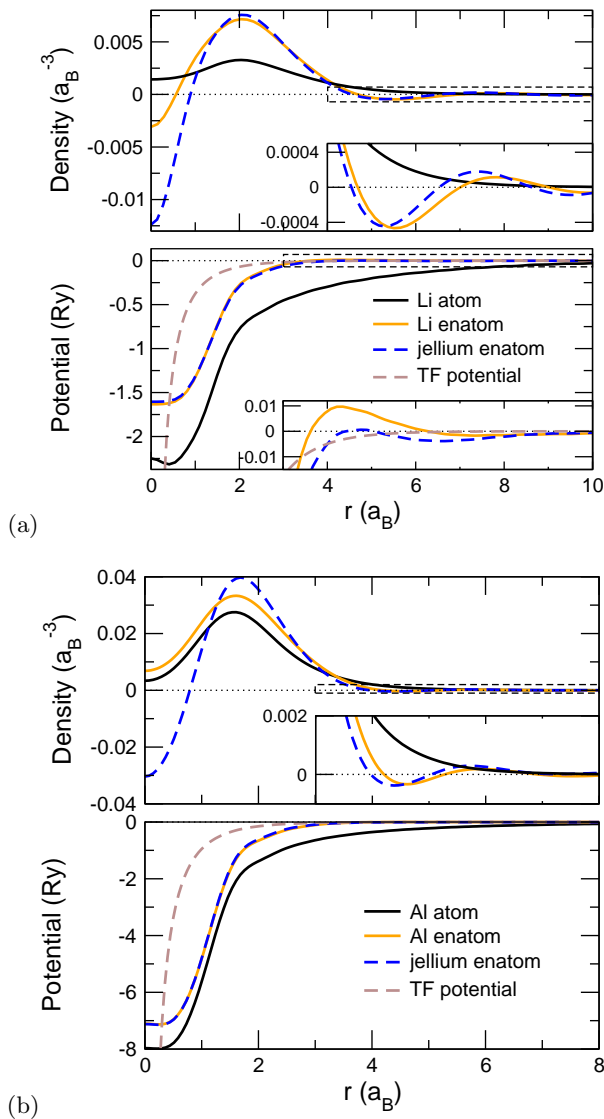 0.005
0
-0.005
-0.01
Density (a_B^-3)
0.0004
0
-0.0004
0
-0.5
-1
-1.5
-2
Potential (Ry)
Li atom
Li enatom
jellium enatom
TF potential
0.01
0
-0.01
0 2 4 6 8 10
r (a_B)
(a)
0.04
0.02
0
-0.02
-0.04
Density (a_B^-3)
0.002
0
0
-2
-4
-6
-8
Potential (Ry)
Al atom
Al enatom
jellium enatom
TF potential
0 2 4 6 8
r (a_B)
(b)